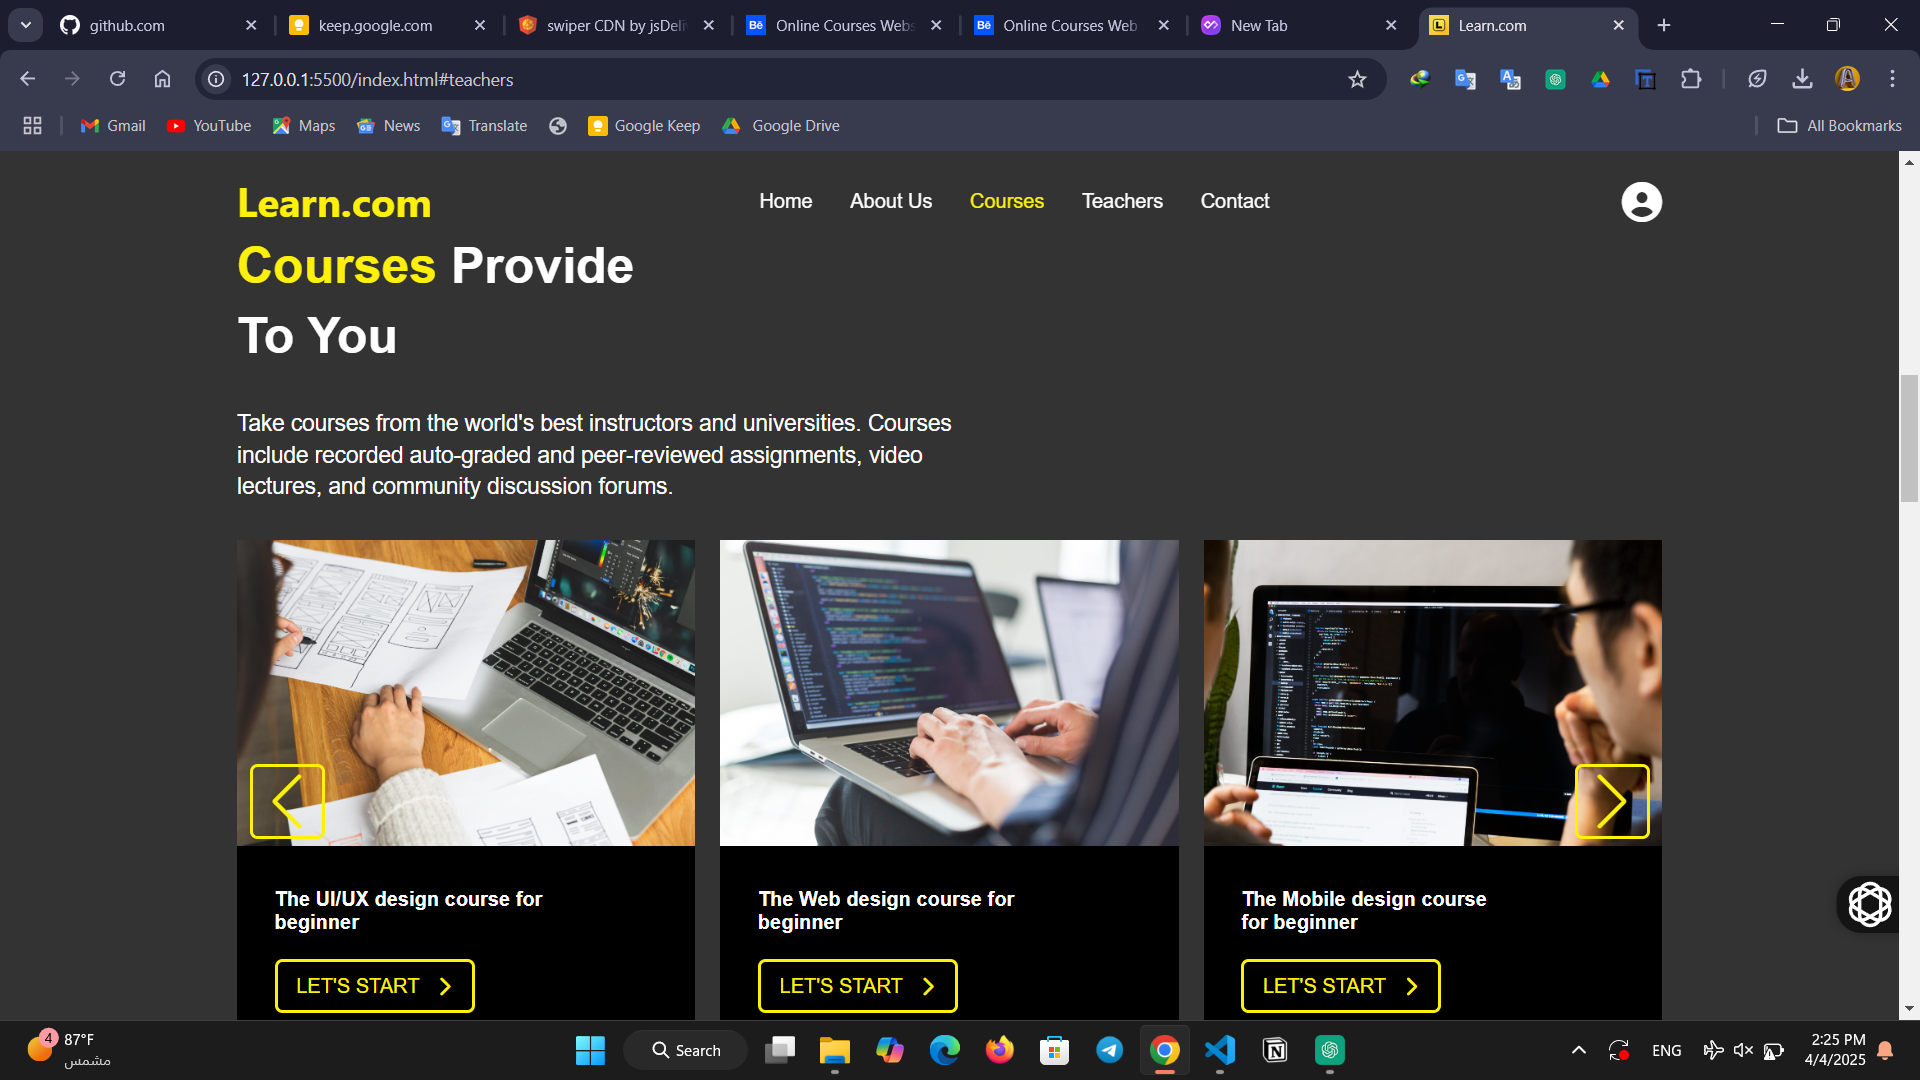 github.com
keep.google.com
swiper CDN by jsDeli
Online Courses Webs
Online Courses Web
New Tab
Learn.com
127.0.0.1:5500/index.html#teachers
Gmail
YouTube
Maps
News
Translate
Google Keep
Google Drive
All Bookmarks
Learn.com
Home
About Us
Courses
Teachers
Contact
Courses Provide
To You
Take courses from the world's best instructors and universities. Courses
include recorded auto-graded and peer-reviewed assignments, video
lectures, and community discussion forums.
The UI/UX design course for
beginner
LET'S START
The Web design course for
beginner
LET'S START
The Mobile design course
for beginner
LET'S START
4
87°F
مشمس
Search
ENG
2:25 PM
4/4/2025